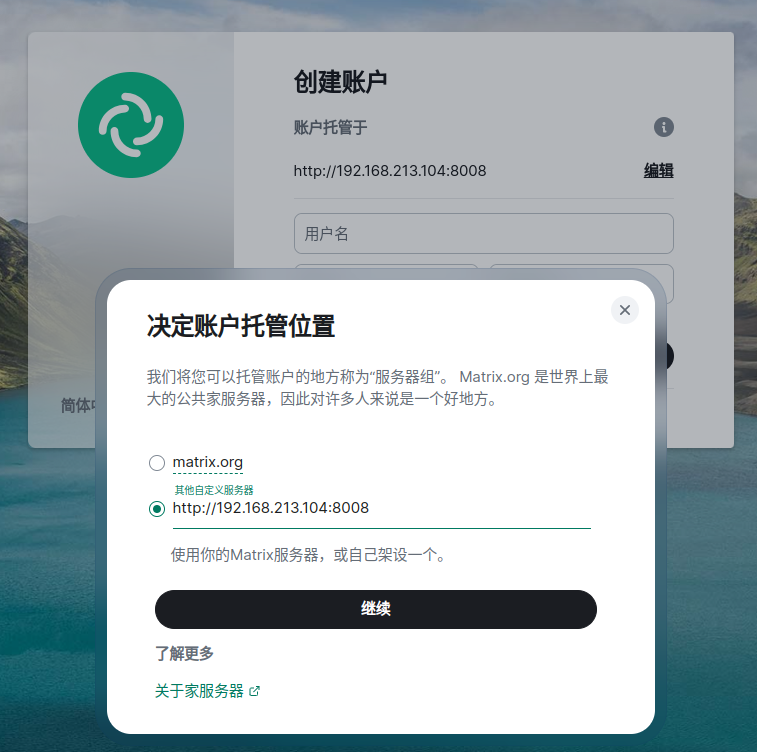 创建账户
账户托管于
http://192.168.213.104:8008 编辑
用户名
决定账户托管位置
我们将您可以托管账户的地方称为“服务器组”。 Matrix.org 是世界上最
大的公共家服务器，因此对许多人来说是一个好地方。
简体中
matrix.org
其他自定义服务器
http://192.168.213.104:8008
使用你的Matrix服务器，或自己架设一个。
继续
了解更多
关于家服务器